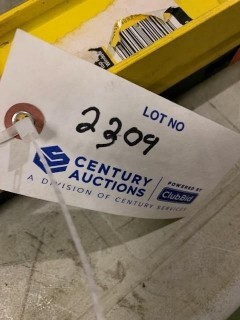 LOT NO
2309
CENTURY
AUCTIONS
POWERED BY
ClubBid
A DIVISION OF CENTURY SERVICES